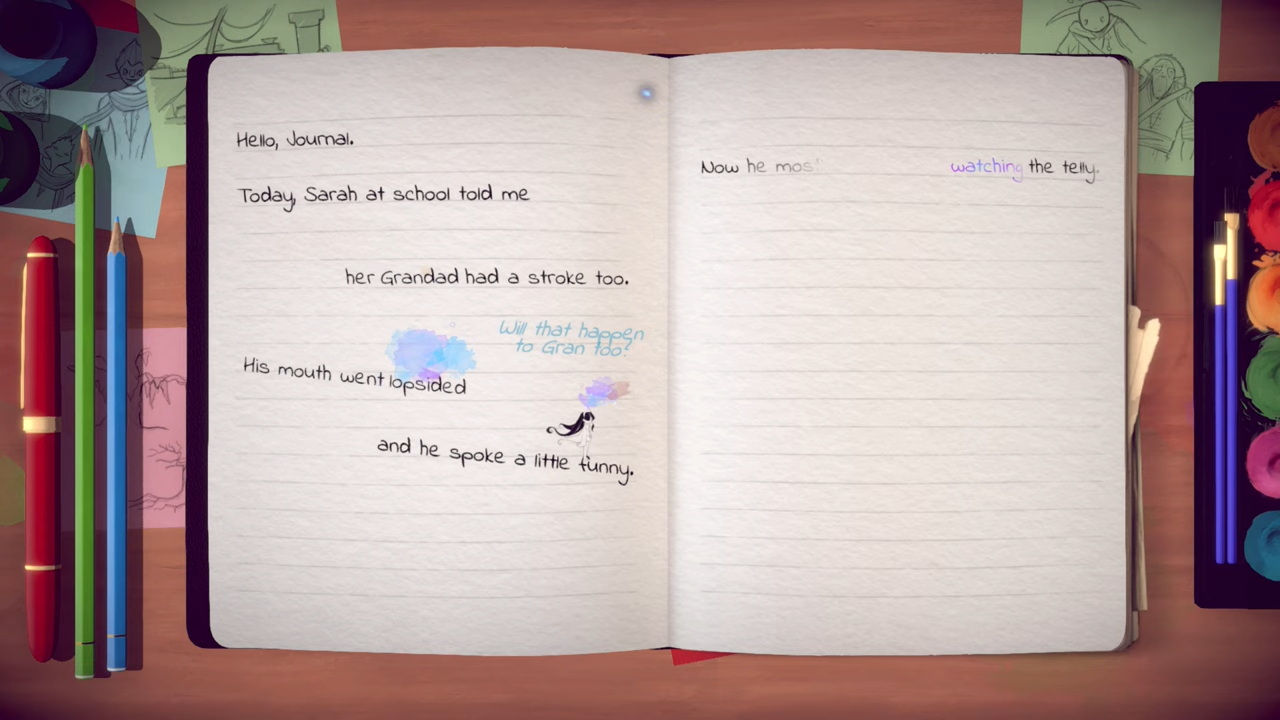 Hello, Journal.
Today, Sarah at school told me
her Grandad had a stroke too.
Will that happen
to Gran too?
His mouth went lopsided
and he spoke a little funny.
Now he mos
watching the telly.